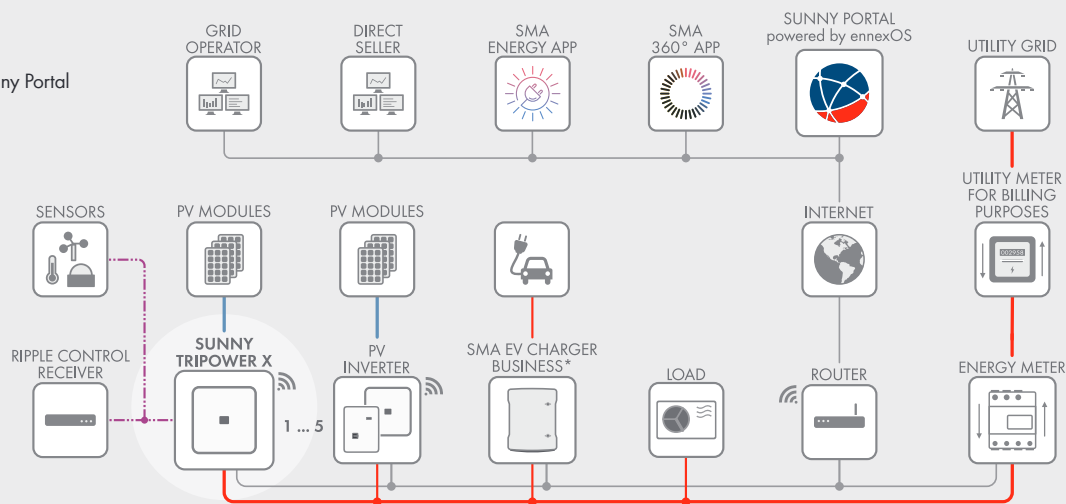 GRID
OPERATOR
DIRECT
SELLER
SMA
ENERGY APP
SMA
360° APP
SUNNY PORTAL
powered by ennexOS
UTILITY GRID
ny Portal
SENSORS
PV MODULES
PV MODULES
INTERNET
UTILITY METER
FOR BILLING
PURPOSES
RIPPLE CONTROL
RECEIVER
SUNNY
TRIPOWER X
1 ... 5
PV
INVERTER
SMA EV CHARGER
BUSINESS*
LOAD
ROUTER
ENERGY METER